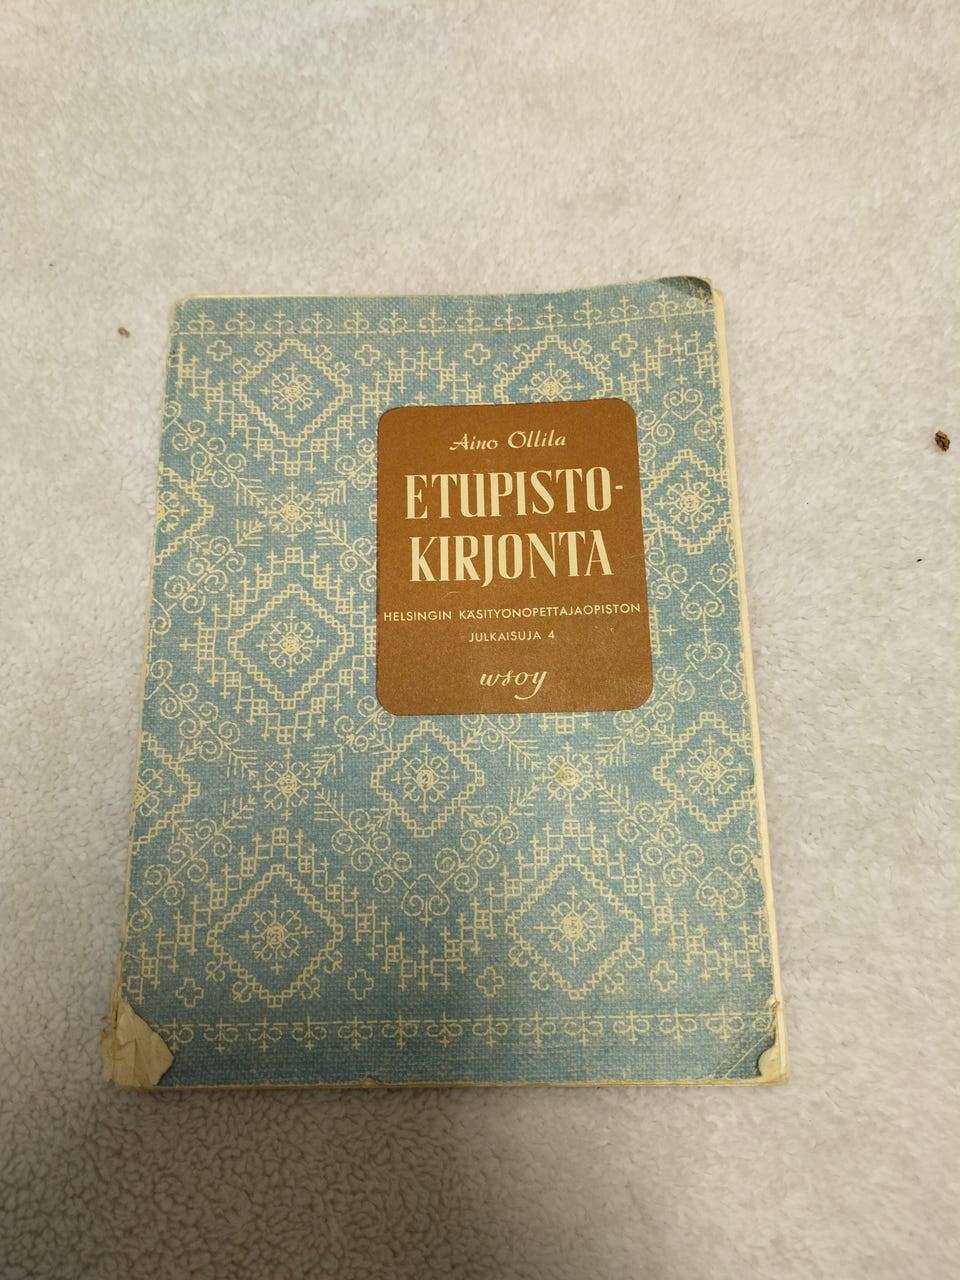 Aino Ollila
ETUPISTO-
KIRJONTA
HELSINGIN KÄSITYÖNOPETTAJAOPISTON
JULKAISUJA 4
wsoy